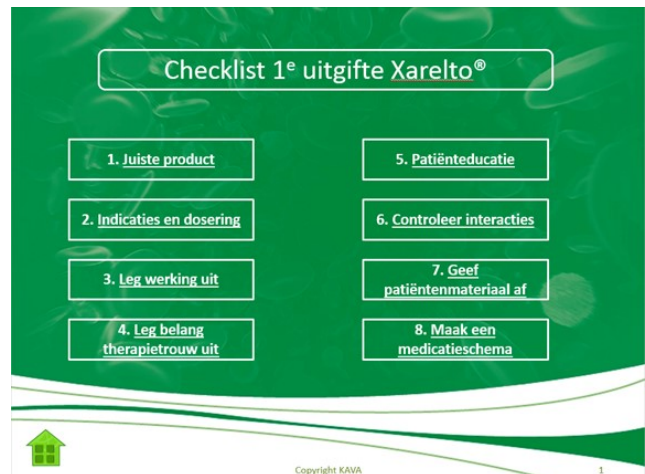 Checklist 1e uitgifte Xarelto®
1. Juiste product
2. Indicaties en dosering
3. Leg werking uit
4. Leg belang
therapietrouw uit
5. Patiënteducatie
6. Controleer interacties
7. Geef
patiëntenmateriaal af
8. Maak een
medicatieschema
Copyright KAVA
1